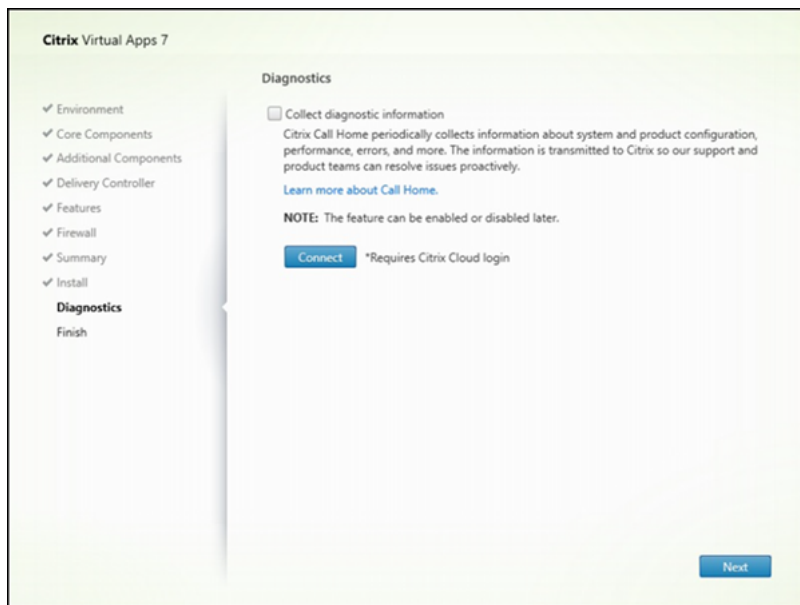 Citrix Virtual Apps 7
Diagnostics
✔ Environment
✔ Core Components
✔ Additional Components
✔ Delivery Controller
✔ Features
✔ Firewall
✔ Summary
✔ Install
Diagnostics
Finish
Collect diagnostic information
Citrix Call Home periodically collects information about system and product configuration,
performance, errors, and more. The information is transmitted to Citrix so our support and
product teams can resolve issues proactively.
Learn more about Call Home.
NOTE: The feature can be enabled or disabled later.
Connect *Requires Citrix Cloud login
Next